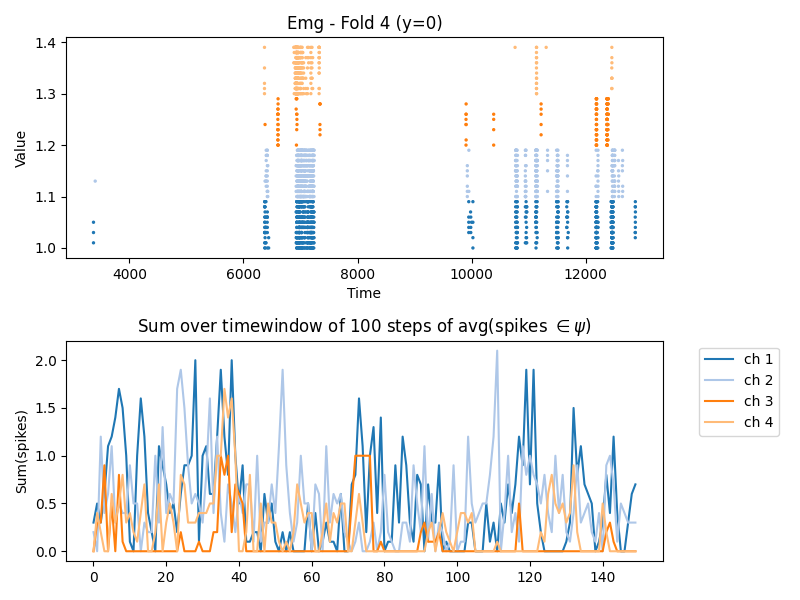 Emg - Fold 4 (y=0)
Value
1.4
1.3
1.2
1.1
1.0
4000 6000 8000 10000 12000
Time
Sum over timewindow of 100 steps of avg(spikes ∈ ψ)
Sum(spikes)
2.0
1.5
1.0
0.5
0.0
0 20 40 60 80 100 120 140
ch 1
ch 2
ch 3
ch 4